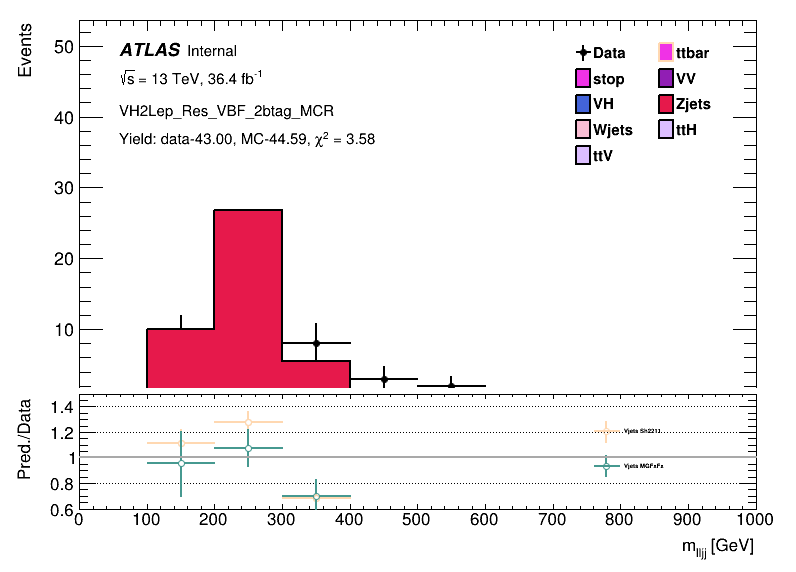 Events
ATLAS Internal
√s = 13 TeV, 36.4 fb⁻¹
VH2Lep_Res_VBF_2btag_MCR
Yield: data-43.00, MC-44.59, χ² = 3.58
Data
ttbar
stop
VV
VH
Zjets
Wjets
ttH
ttV
50
40
30
20
10
Pred./Data
1.4
1.2
1
0.8
0.6
Vjets Sh2211
Vjets MGFxFx
0 100 200 300 400 500 600 700 800 900 1000
m_lljj [GeV]